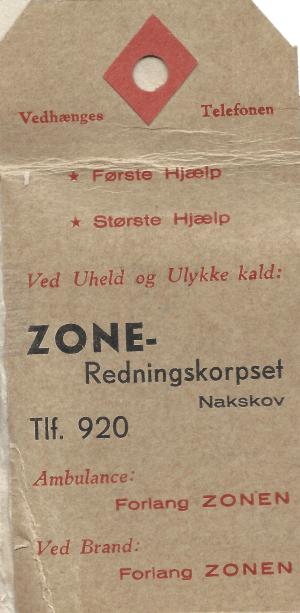 Vedhænges Telefonen
★ Første Hjælp
★ Største Hjælp
Ved Uheld og Ulykke kald:
ZONE-
Redningskorpset
Nakskov
Tlf. 920
Ambulance:
Forlang ZONEN
Ved Brand:
Forlang ZONEN